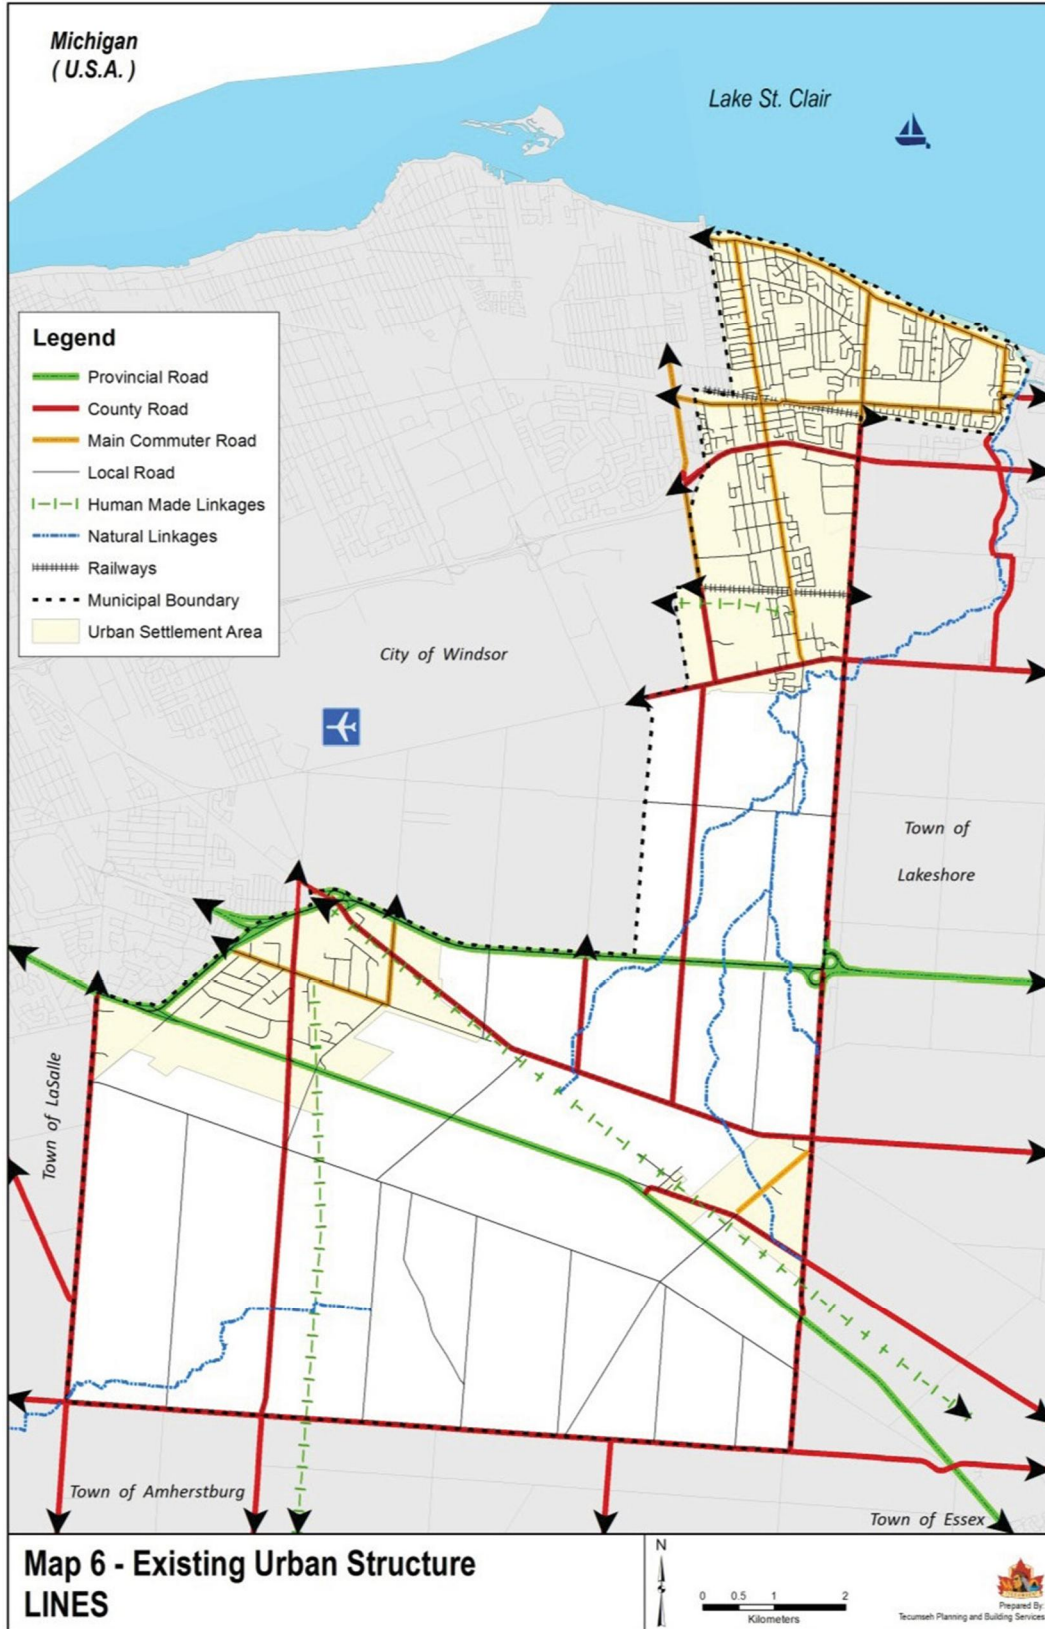 Michigan
( U.S.A. )
Lake St. Clair
Legend
Provincial Road
County Road
Main Commuter Road
Local Road
Human Made Linkages
Natural Linkages
Railways
Municipal Boundary
Urban Settlement Area
City of Windsor
Town of
Lakeshore
Town of LaSalle
Town of Amherstburg
Town of Essex
Map 6 - Existing Urban Structure
LINES
N
0 0.5 1 2
Kilometers
Prepared By:
Tecumseh Planning and Building Services